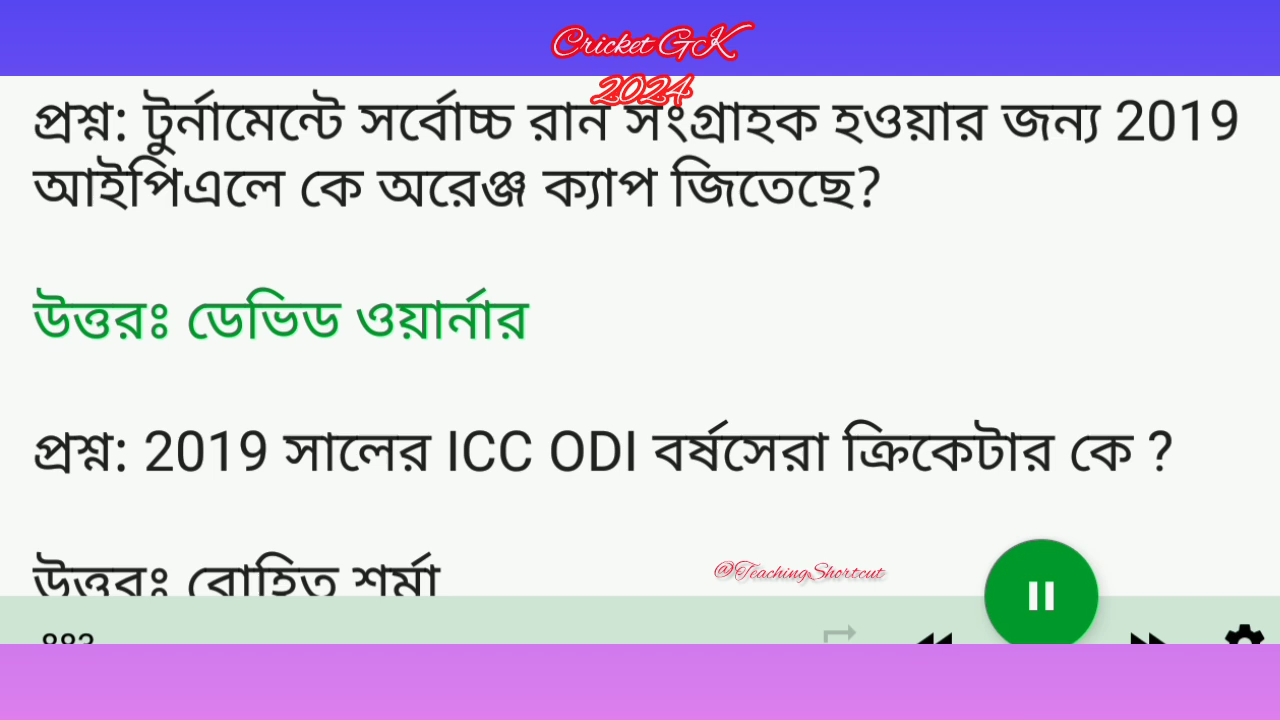 Cricket GK
2024
প্রশ্ন: টুর্নামেন্টে সর্বোচ্চ রান সংগ্রাহক হওয়ার জন্য 2019
আইপিএলে কে অরেঞ্জ ক্যাপ জিতেছে?
উত্তরঃ ডেভিড ওয়ার্নার
প্রশ্ন: 2019 সালের ICC ODI বর্ষসেরা ক্রিকেটার কে ?
উত্তরঃ রোহিত শর্মা
@TeachingShortcut